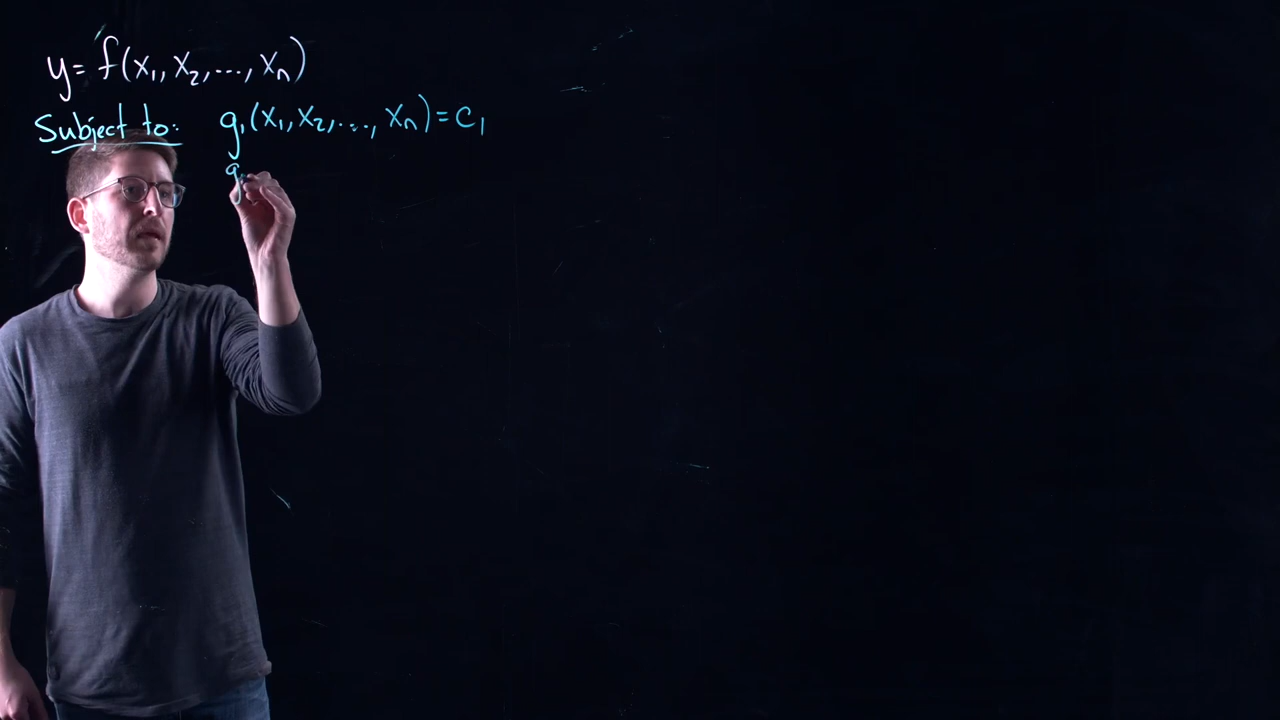 y = f(x₁, x₂, ..., xₙ)
Subject to: g₁(x₁, x₂, ..., xₙ) = c₁
g